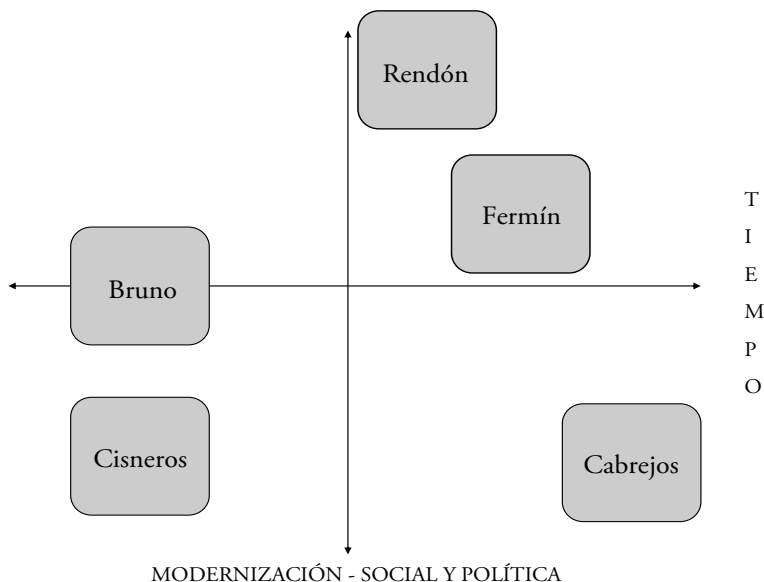 Rendón
Fermín
Bruno
Cisneros
Cabrejos
T
I
E
M
P
O
MODERNIZACIÓN - SOCIAL Y POLÍTICA